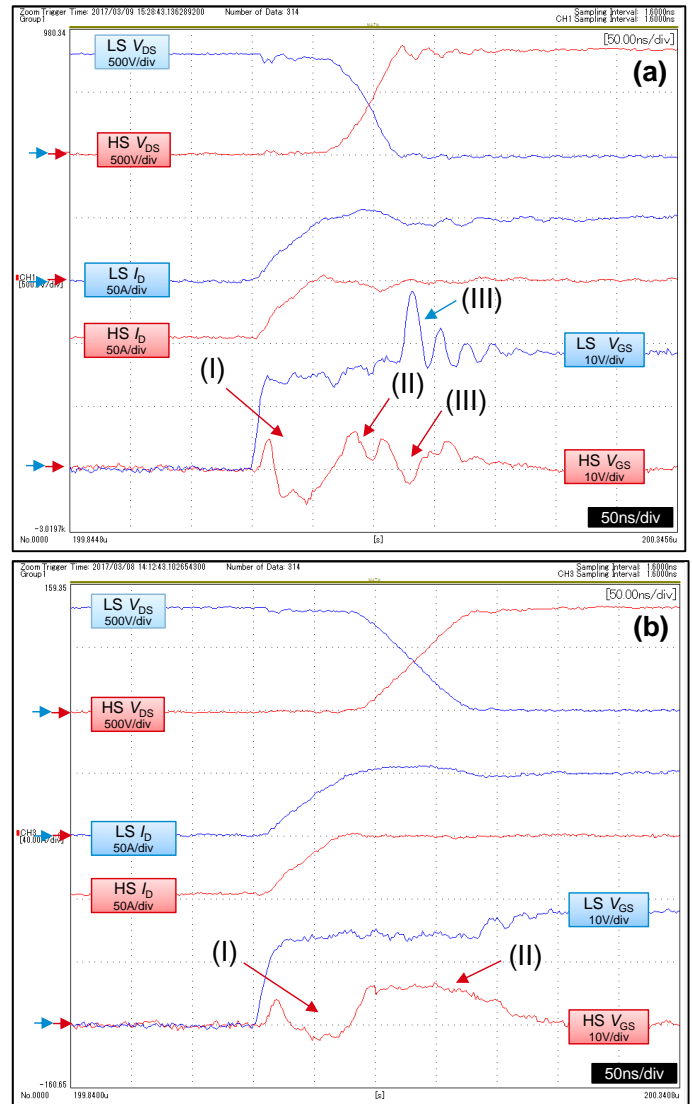 Zoom Trigger Time: 2017/03/09 15:28:43.136289200 Number of Data: 314 Sampling Interval: 1.6000ns
Group1 CH1 Sampling Interval: 1.6000ns
MATH
980.34 [50.00ns/div]
LS VDS
500V/div
(a)
HS VDS
500V/div
CH1
LS ID
50A/div
HS ID
50A/div
(III)
(I)
(II)
(III)
LS VGS
10V/div
HS VGS
10V/div
50ns/div
-3.0197k
No.0000 199.8448u [s] 200.3456u
Zoom Trigger Time: 2017/03/08 14:12:43.102654300 Number of Data: 314 Sampling Interval: 1.6000ns
Group1 CH3 Sampling Interval: 1.6000ns
MATH
159.35 [50.00ns/div]
LS VDS
500V/div
(b)
HS VDS
500V/div
CH3
[40.00A/div]
LS ID
50A/div
HS ID
50A/div
LS VGS
10V/div
(I)
(II)
HS VGS
10V/div
50ns/div
-160.65
No.0000 199.8400u [s] 200.3408u